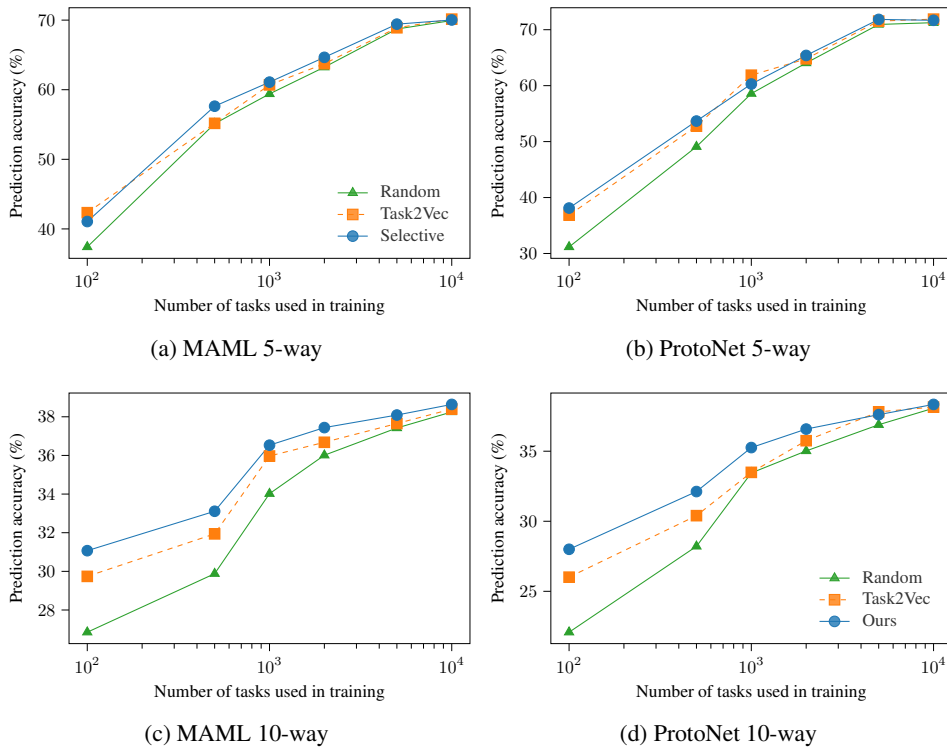 70
60
50
40
Prediction accuracy (%)
Random
Task2Vec
Selective
10²
10³
10⁴
Number of tasks used in training
(a) MAML 5-way
70
60
50
40
30
Prediction accuracy (%)
10²
10³
10⁴
Number of tasks used in training
(b) ProtoNet 5-way
38
36
34
32
30
28
Prediction accuracy (%)
10²
10³
10⁴
Number of tasks used in training
(c) MAML 10-way
35
30
25
Prediction accuracy (%)
Random
Task2Vec
Ours
10²
10³
10⁴
Number of tasks used in training
(d) ProtoNet 10-way